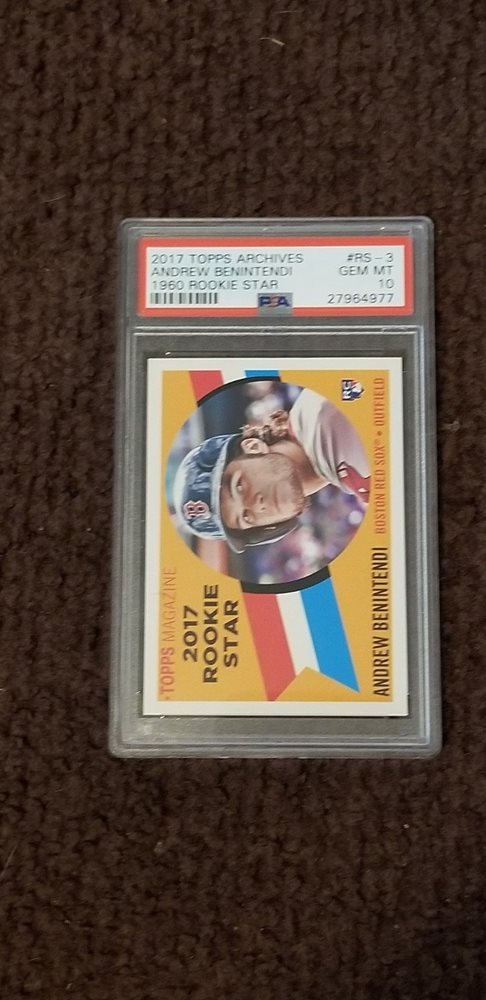 2017 TOPPS ARCHIVES #RS-3
ANDREW BENINTENDI GEM MT
1960 ROOKIE STAR 10
PSA 27964977
•TOPPS MAGAZINE
2017
ROOKIE
STAR
B
RC
ANDREW BENINTENDI
BOSTON RED SOX® • OUTFIELD